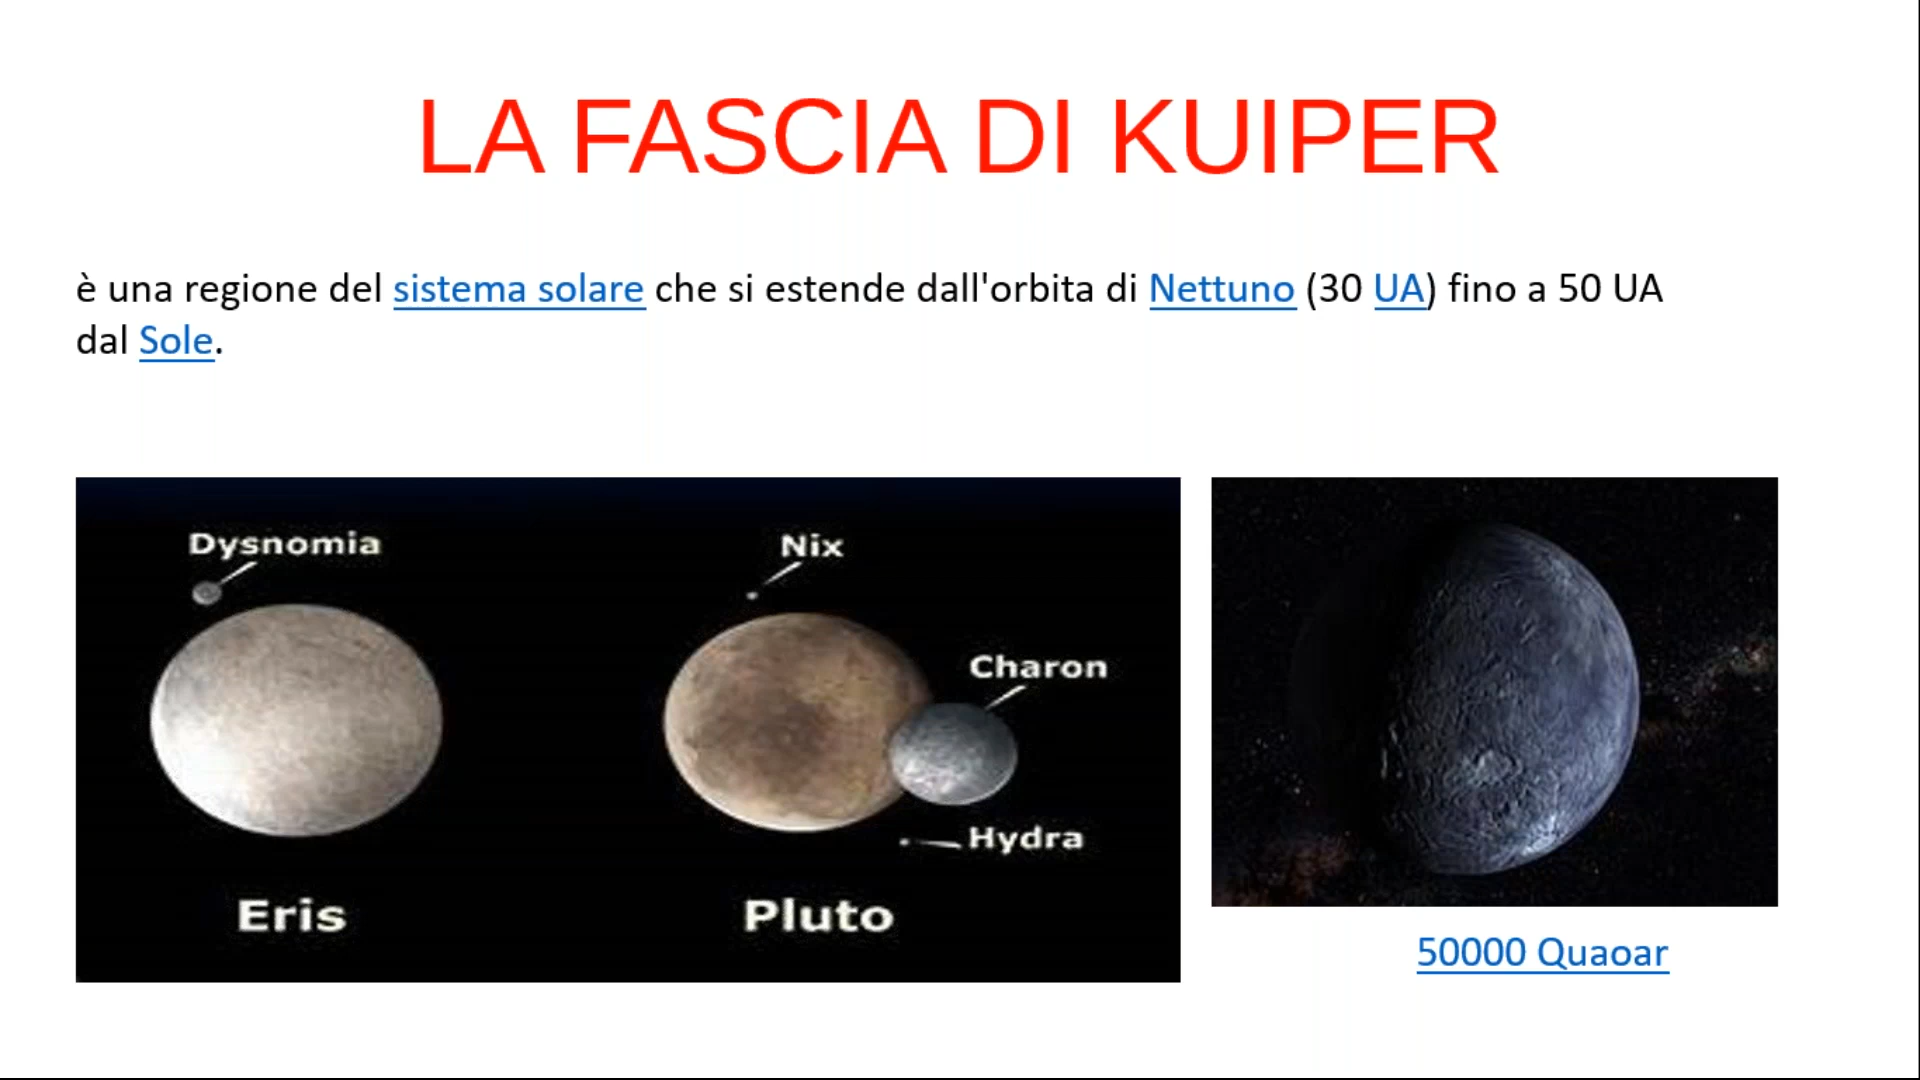 LA FASCIA DI KUIPER
è una regione del sistema solare che si estende dall'orbita di Nettuno (30 UA) fino a 50 UA
dal Sole.
Dysnomia
Nix
Charon
Hydra
Eris
Pluto
50000 Quaoar